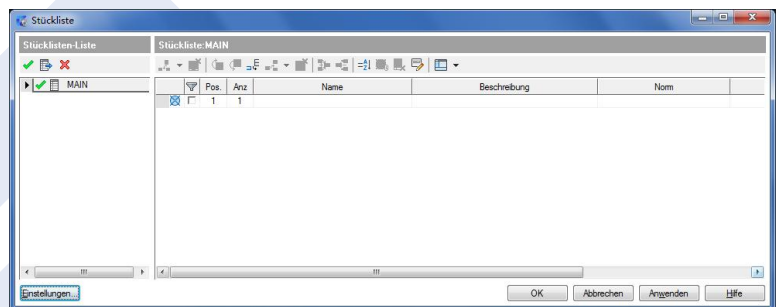 Stückliste
Stücklisten-Liste
Stückliste:MAIN
MAIN
Pos. Anz Name Beschreibung Norm
1 1
Einstellungen... OK Abbrechen Anwenden Hilfe